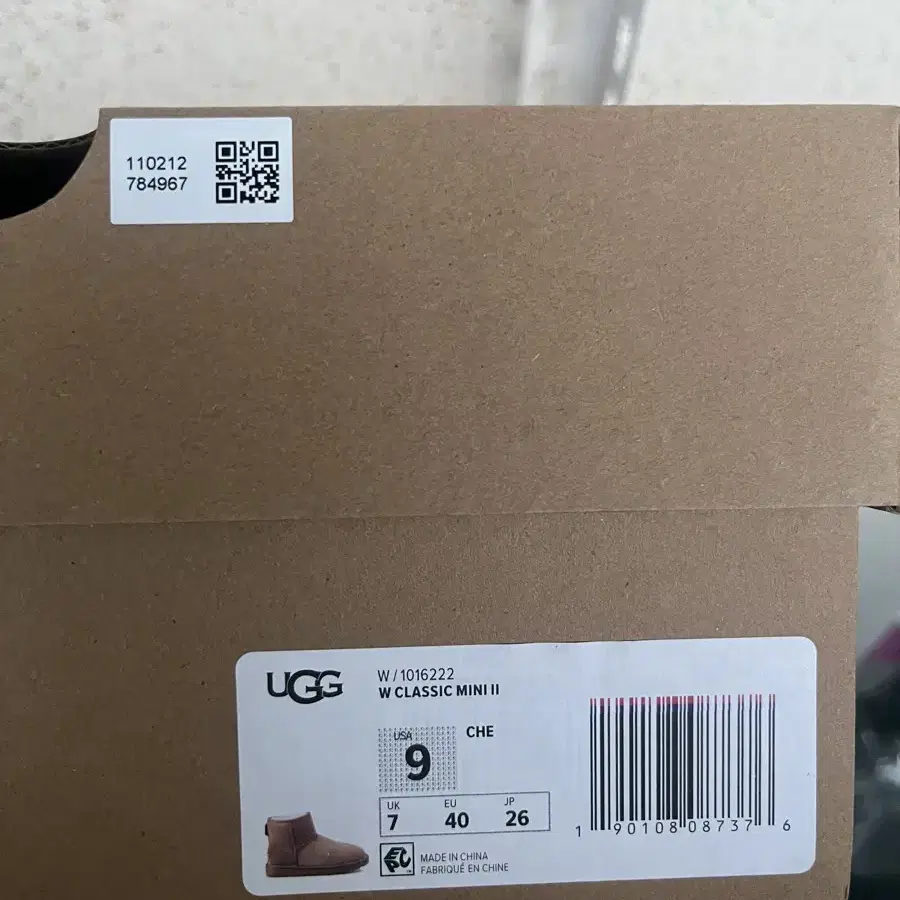 110212
784967
UGG
W / 1016222
W CLASSIC MINI II
USA
9
CHE
UK EU JP
7 40 26
EPC
MADE IN CHINA
FABRIQUÉ EN CHINE
1 90108 08737 6